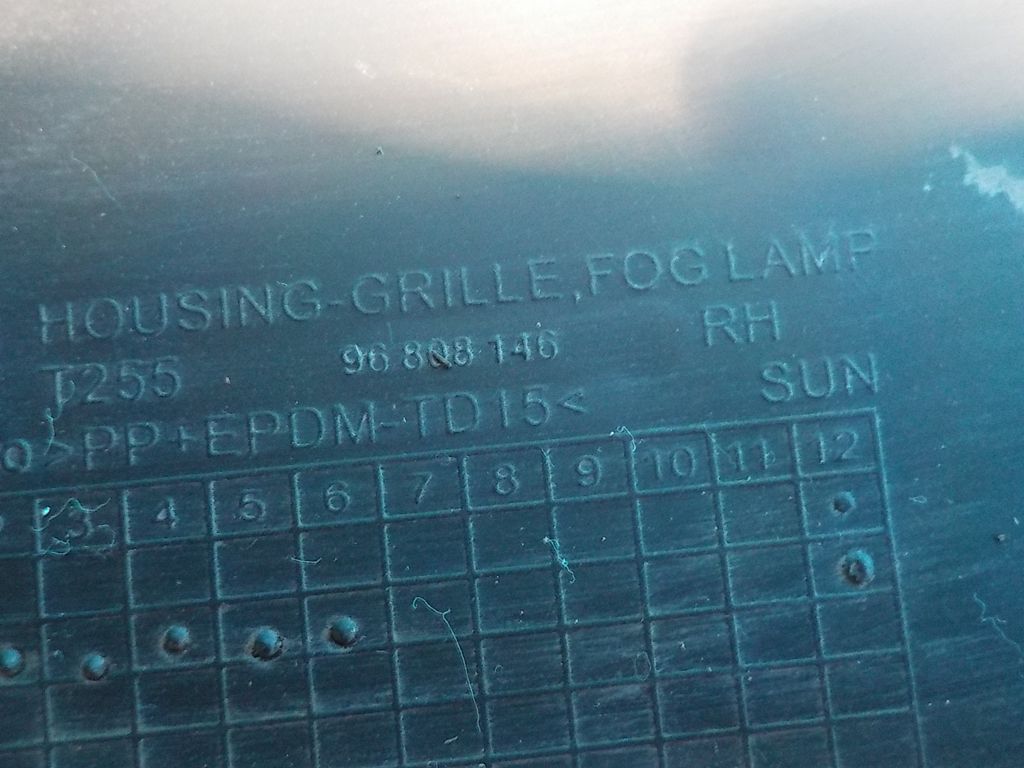 HOUSING-GRILLE,FOG LAMP
T255 96 808 146 RH
>PP+EPDM-TD15< SUN
3 4 5 6 7 8 9 10 11 12